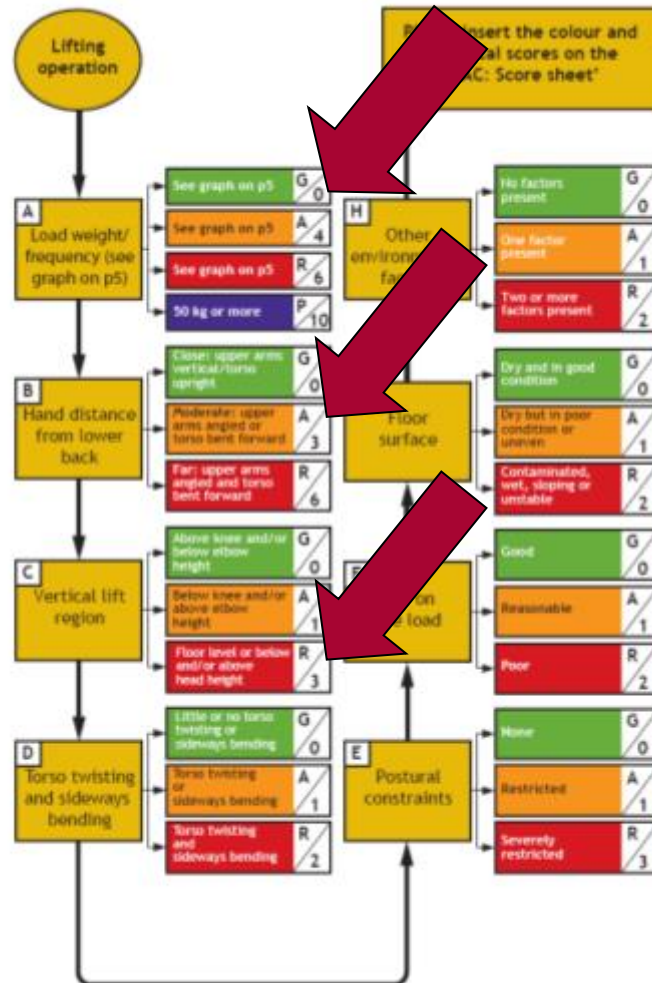 Lifting
operation
insert the colour and
scores on the
AC: Score sheet'
A
Load weight/
frequency (see
graph on p5)
See graph on p5
G
0
See graph on p5
A
4
See graph on p5
R
6
50 kg or more
P
10
B
Hand distance
from lower
back
Close: upper arms
vertical/torso
upright
G
0
Moderate: upper
arms angled or
torso bent forward
A
3
Far: upper arms
angled and torso
bent forward
R
6
C
Vertical lift
region
Above knee and/or
below elbow
height
G
0
Below knee and/or
above elbow
height
A
1
Floor level or below
and/or above
head height
R
3
D
Torso twisting
and sideways
bending
Little or no torso
twisting or
sideways bending
G
0
Torso twisting
or
sideways bending
A
1
Torso twisting
and
sideways bending
R
2
E
Postural
constraints
None
G
0
Restricted
A
1
Severely
restricted
R
3
on
load
Good
G
0
Reasonable
A
1
Poor
R
2
Floor
surface
Dry and in good
condition
G
0
Dry but in poor
condition or
uneven
A
1
Contaminated,
wet, sloping or
unstable
R
2
H
Other
No factors
present
G
0
One factor
present
A
1
Two or more
factors present
R
2